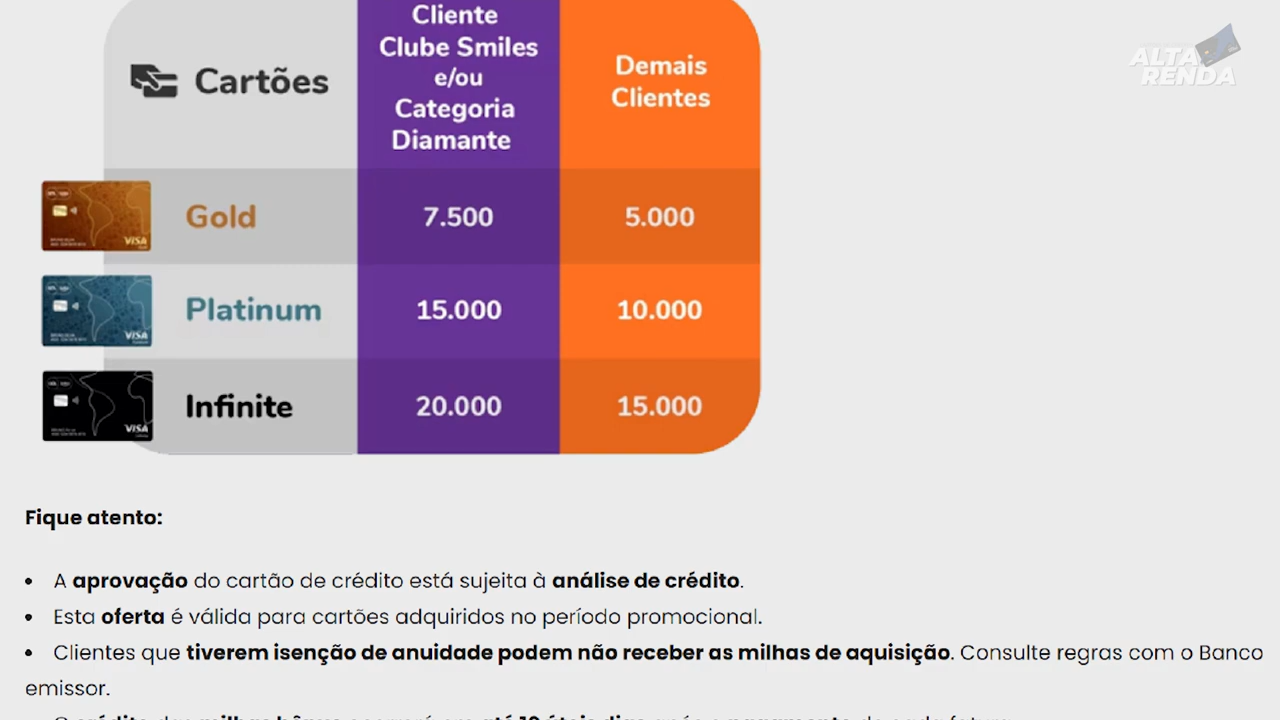 Cartões
Cliente
Clube Smiles
e/ou
Categoria
Diamante
Demais
Clientes
Gold
7.500
5.000
Platinum
15.000
10.000
Infinite
20.000
15.000
VISA
VISA
VISA
ALTA
RENDA
Fique atento:
• A aprovação do cartão de crédito está sujeita à análise de crédito.
• Esta oferta é válida para cartões adquiridos no período promocional.
• Clientes que tiverem isenção de anuidade podem não receber as milhas de aquisição. Consulte regras com o Banco
emissor.